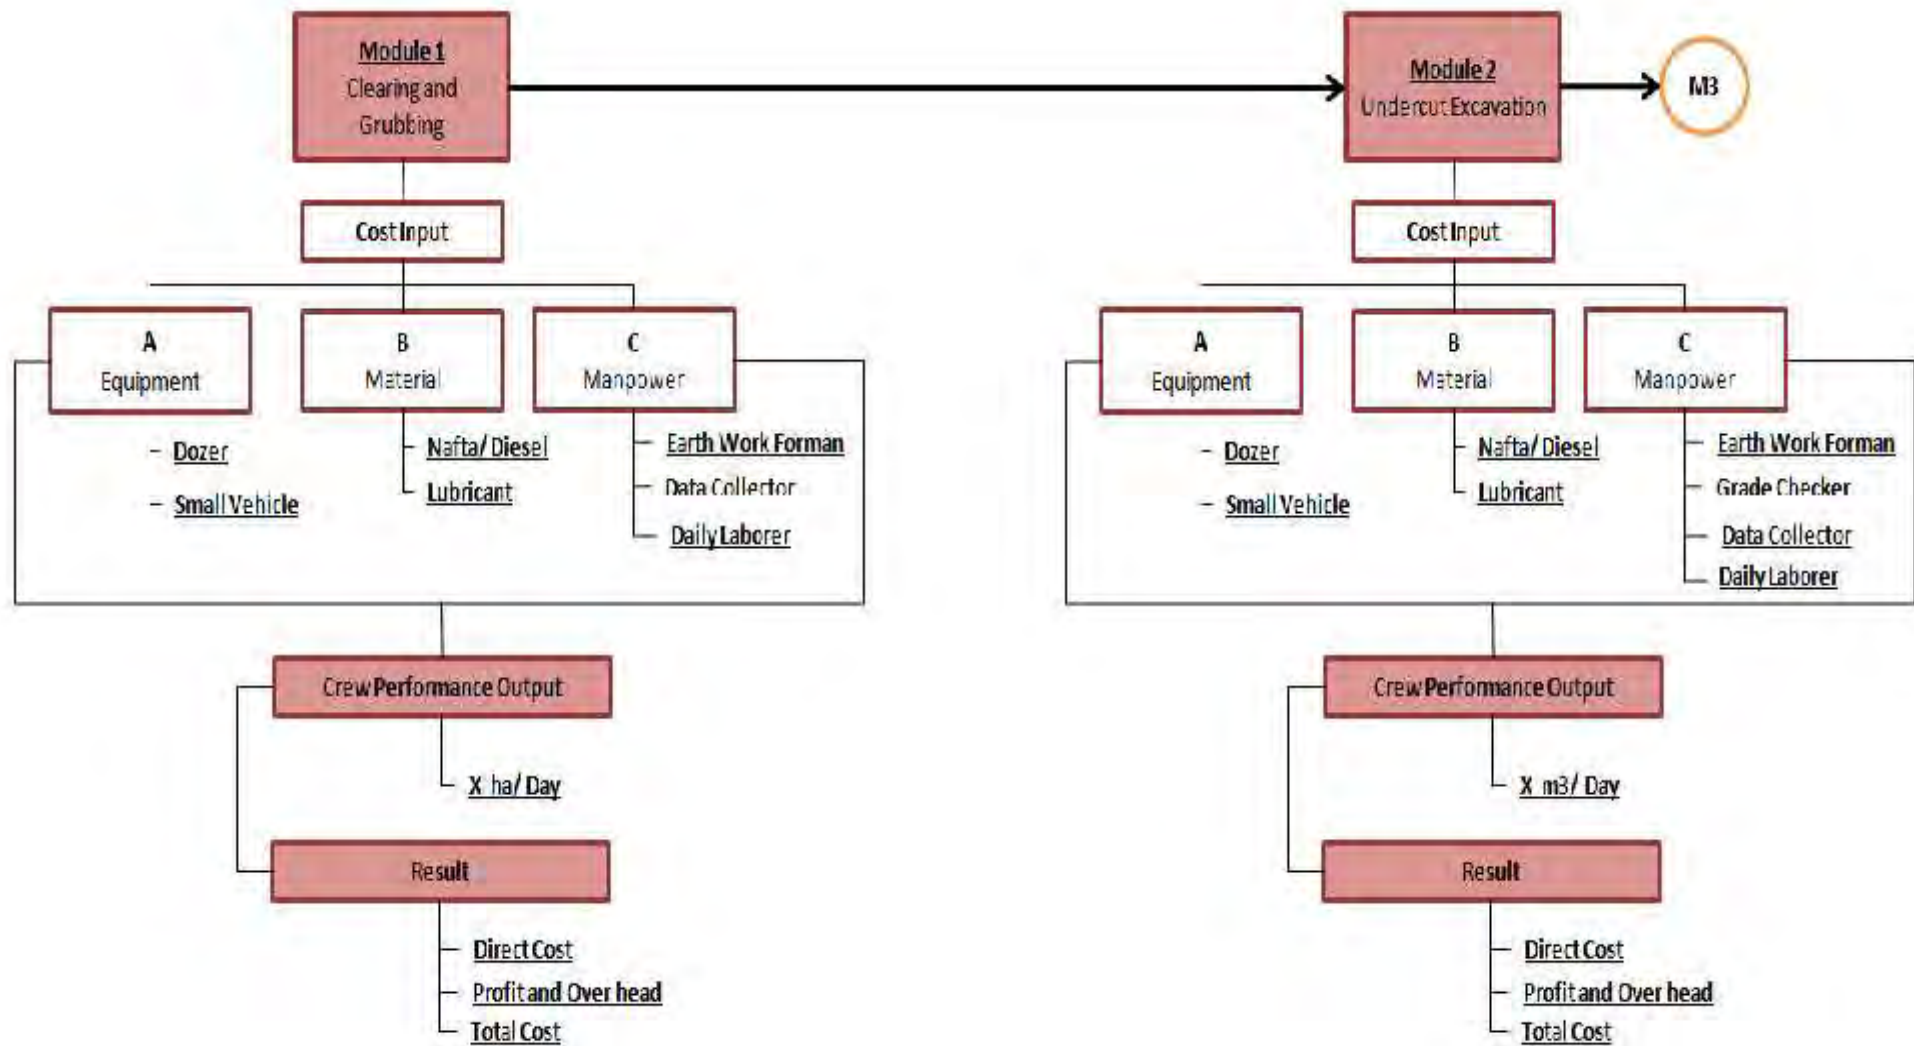 Module 1
Clearing and
Grubbing
Cost Input
A
Equipment
- Dozer
- Small Vehicle
B
Material
Nafta/ Diesel
Lubricant
C
Manpower
Earth Work Forman
Data Collector
Daily Laborer
Crew Performance Output
X ha/ Day
Result
Direct Cost
Profit and Over head
Total Cost
Module 2
Undercut Excavation
M3
Cost Input
A
Equipment
- Dozer
- Small Vehicle
B
Material
Nafta/ Diesel
Lubricant
C
Manpower
Earth Work Forman
Grade Checker
Data Collector
Daily Laborer
Crew Performance Output
X m3/ Day
Result
Direct Cost
Profit and Over head
Total Cost